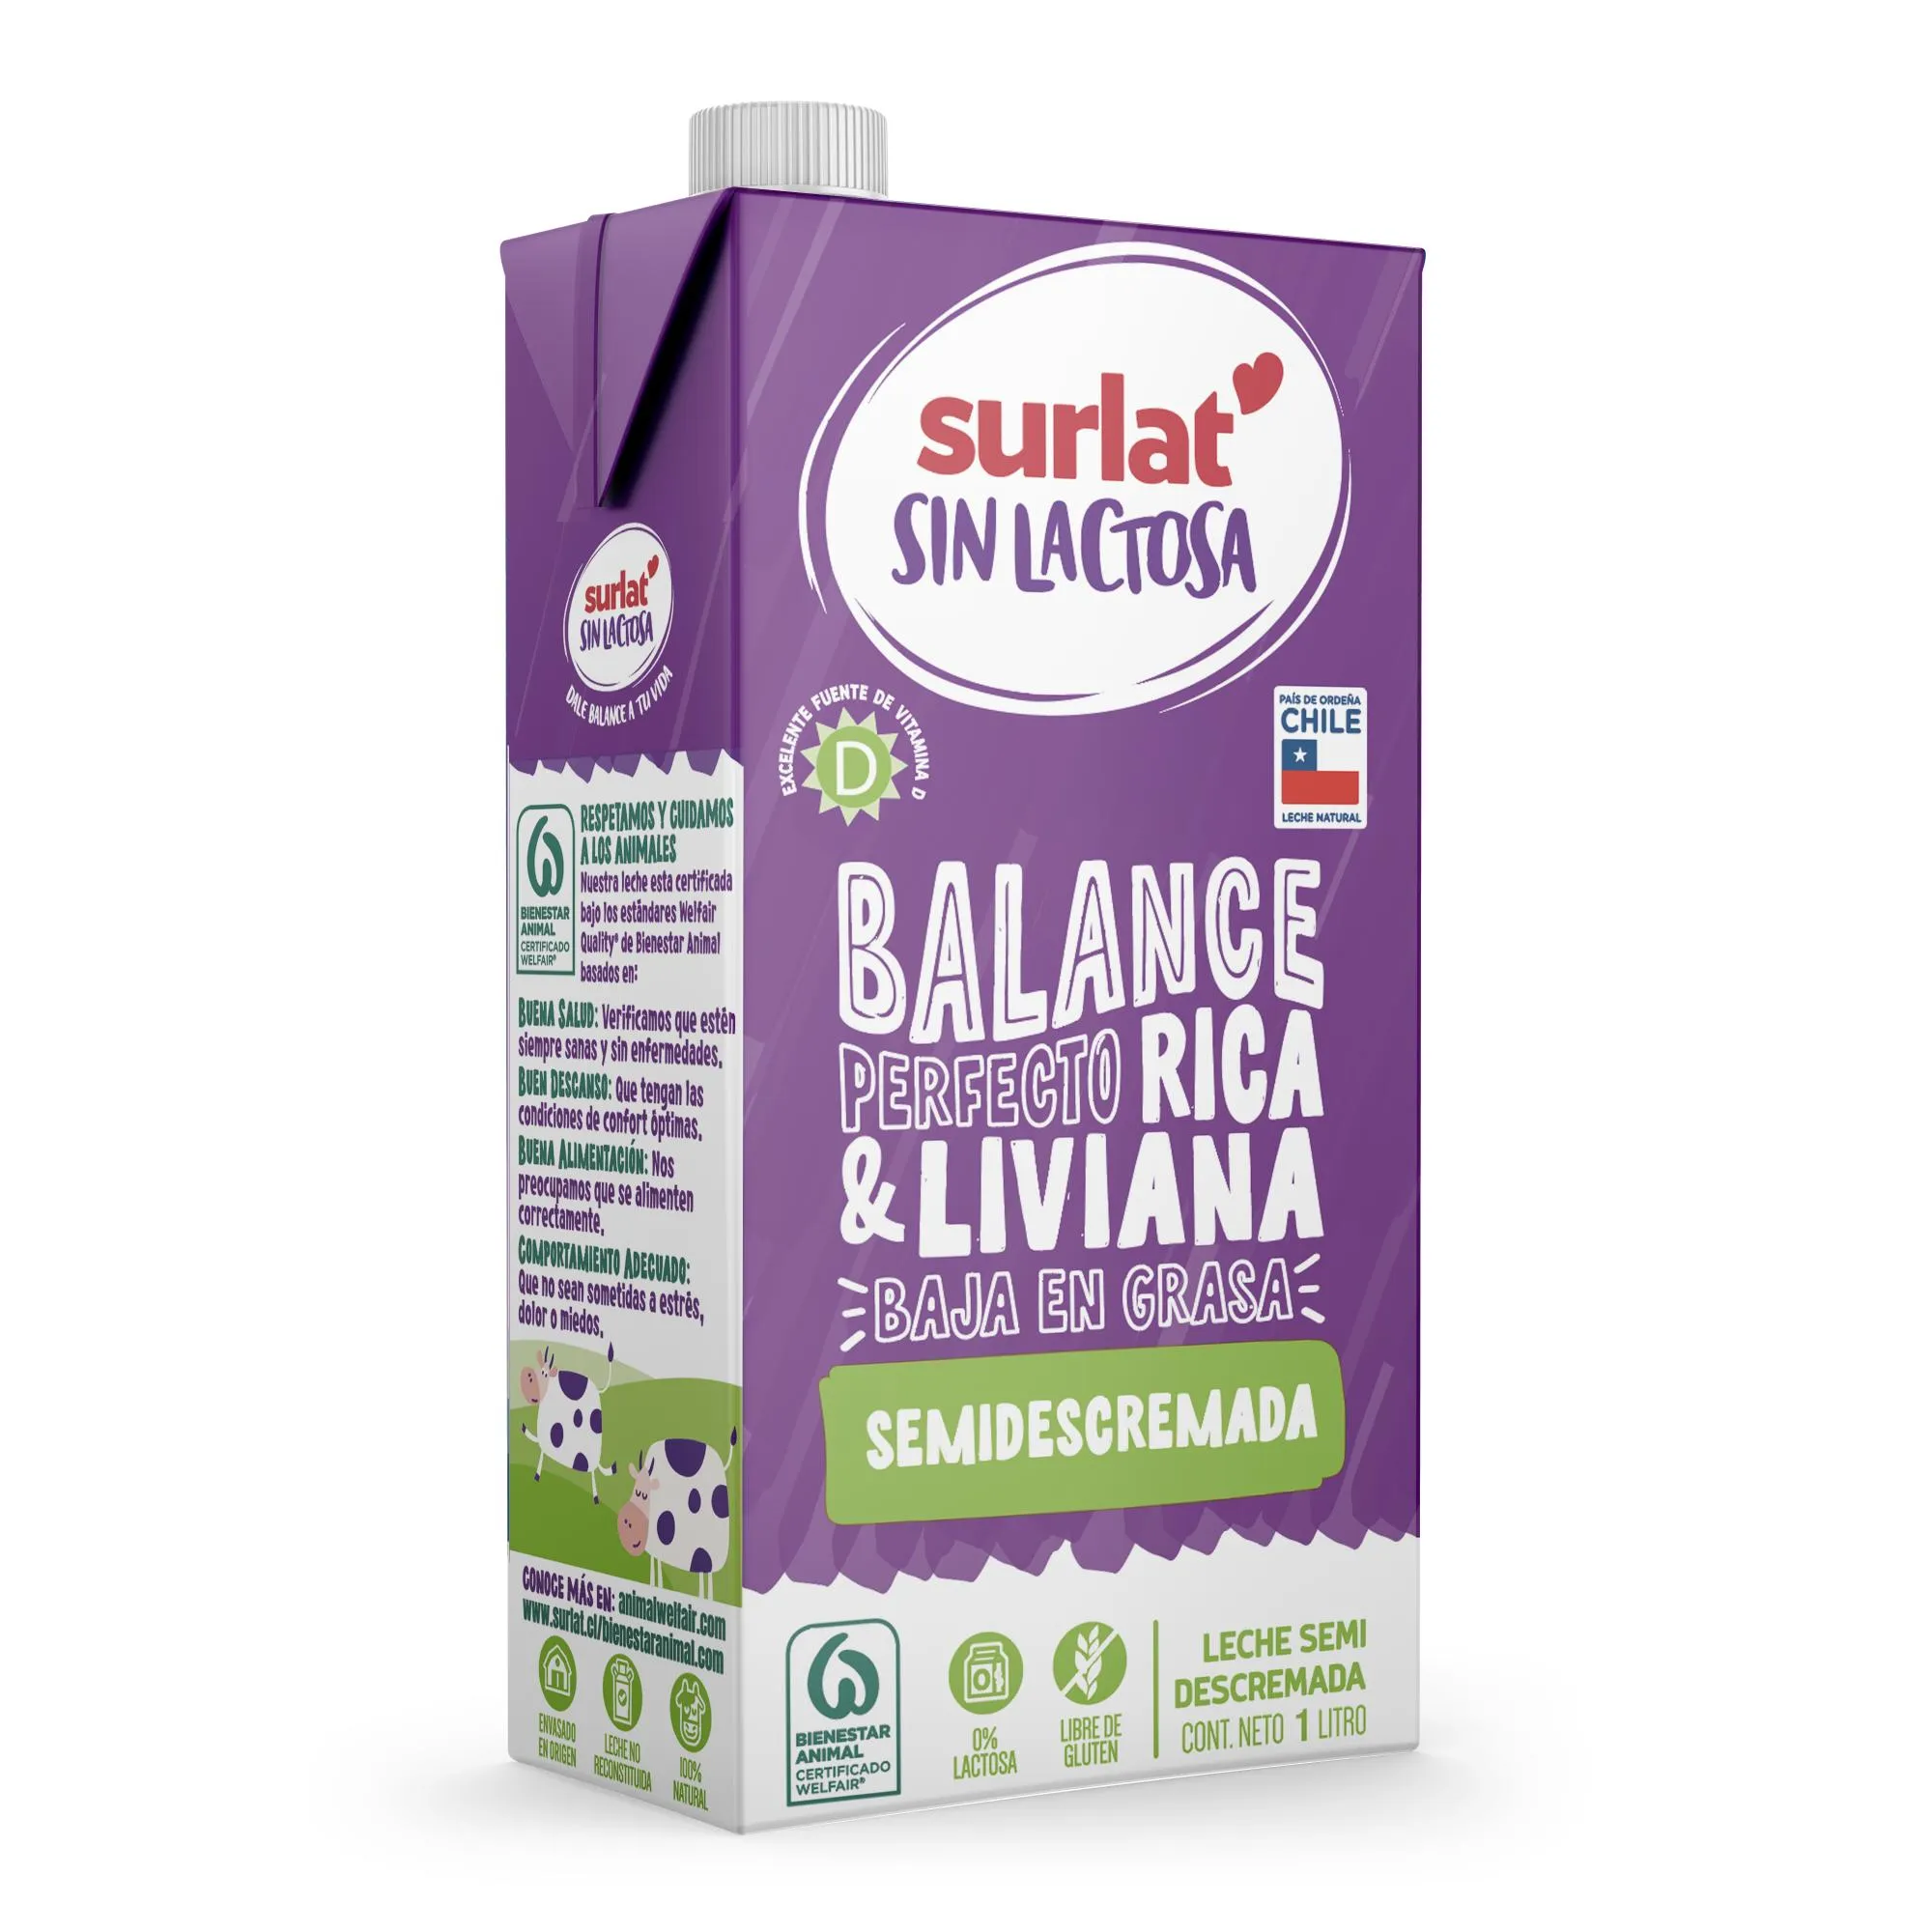 surlat
SIN LACTOSA
EXCELENTE FUENTE DE VITAMINA D
D
PAÍS DE ORDEÑA
CHILE
LECHE NATURAL
BALANCE
PERFECTO RICA
& LIVIANA
BAJA EN GRASA
SEMIDESCREMADA
BIENESTAR
ANIMAL
CERTIFICADO
WELFAIR®
0%
LACTOSA
LIBRE DE
GLUTEN
LECHE SEMI
DESCREMADA
CONT. NETO 1 LITRO
surlat
SIN LACTOSA
DALE BALANCE A TU VIDA
BIENESTAR
ANIMAL
CERTIFICADO
WELFAIR®
RESPETAMOS Y CUIDAMOS
A LOS ANIMALES
Nuestra leche esta certificada
bajo los estándares Welfair
Quality® de Bienestar Animal
basados en:
BUENA SALUD: Verificamos que estén
siempre sanas y sin enfermedades.
BUEN DESCANSO: Que tengan las
condiciones de confort óptimas.
BUENA ALIMENTACIÓN: Nos
preocupamos que se alimenten
correctamente.
COMPORTAMIENTO ADECUADO:
Que no sean sometidas a estrés,
dolor o miedos.
CONOCE MÁS EN: animalwelfair.com
www.surlat.cl/bienestaranimal.com
ENVASADO
EN ORIGEN
LECHE NO
RECONSTITUIDA
100%
NATURAL